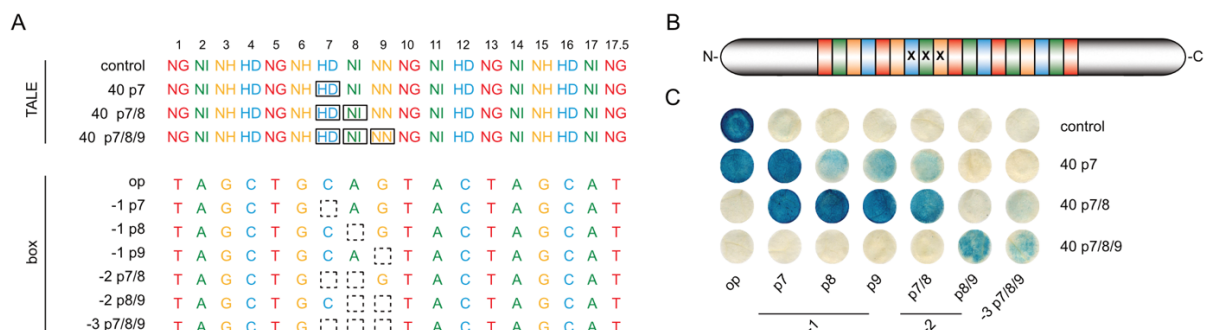 A
1 2 3 4 5 6 7 8 9 10 11 12 13 14 15 16 17 17.5
TALE
control NG NI NH HD NG NH HD NI NN NG NI HD NG NI NH HD NI NG
40 p7 NG NI NH HD NG NH HD NI NN NG NI HD NG NI NH HD NI NG
40 p7/8 NG NI NH HD NG NH HD NI NN NG NI HD NG NI NH HD NI NG
40 p7/8/9 NG NI NH HD NG NH HD NI NN NG NI HD NG NI NH HD NI NG
box
op T A G C T G C A G T A C T A G C A T
-1 p7 T A G C T G A G T A C T A G C A T
-1 p8 T A G C T G C G T A C T A G C A T
-1 p9 T A G C T G C A T A C T A G C A T
-2 p7/8 T A G C T G G T A C T A G C A T
-2 p8/9 T A G C T G C T A C T A G C A T
-3 p7/8/9 T A G C T G T A C T A G C A T
B
N- X X X -C
C
control
40 p7
40 p7/8
40 p7/8/9
op p7 p8 p9 p7/8 p8/9 -3 p7/8/9
-1 -2